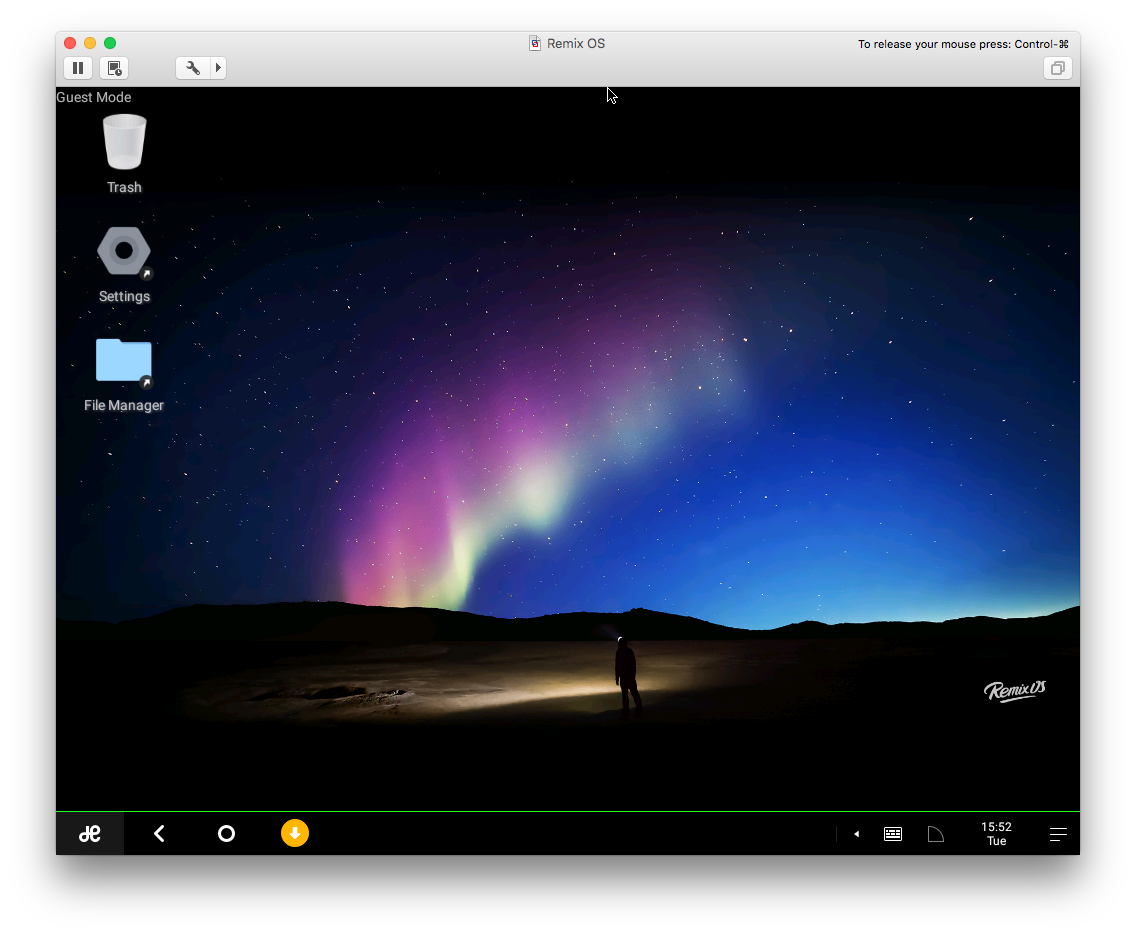 Remix OS
To release your mouse press: Control-⌘
Guest Mode
Trash
Settings
File Manager
Remix OS
15:52
Tue